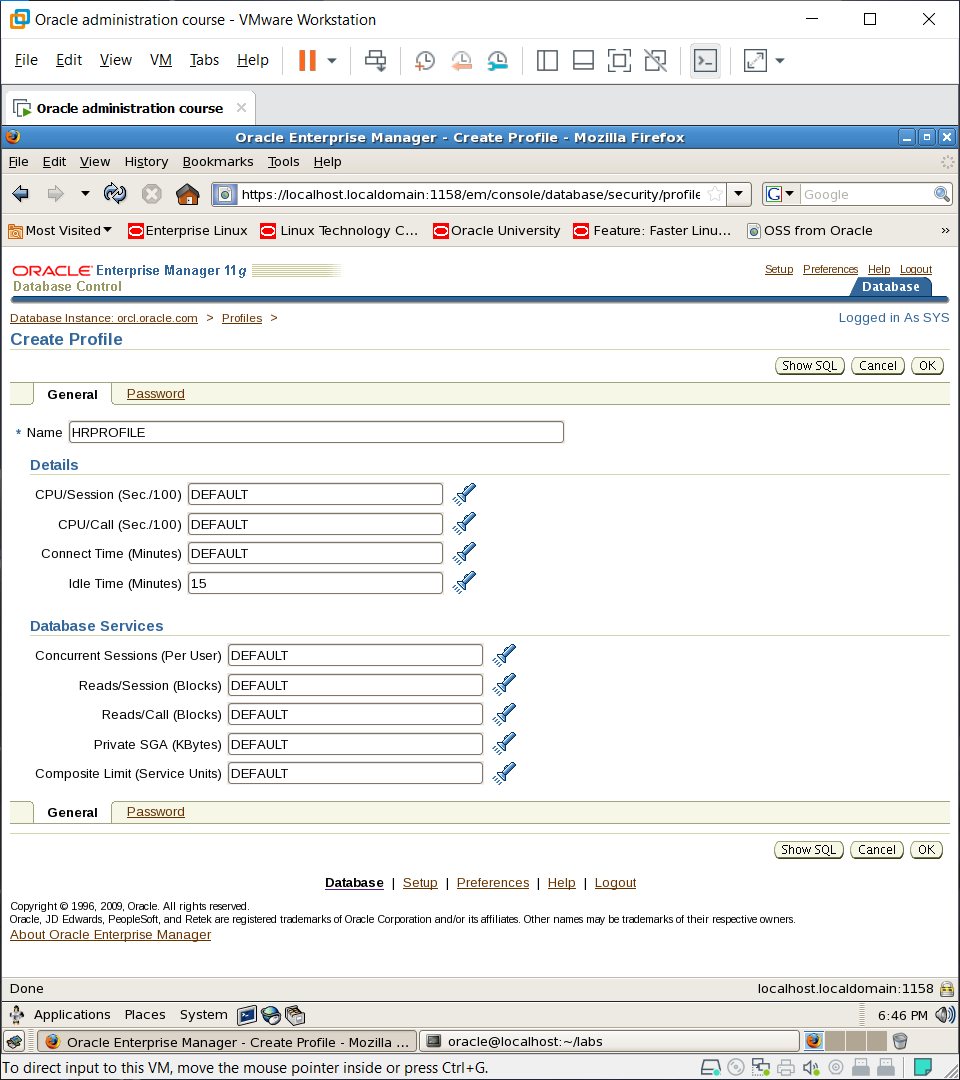 Oracle administration course - VMware Workstation
File Edit View VM Tabs Help
Oracle administration course
Oracle Enterprise Manager - Create Profile - Mozilla Firefox
File Edit View History Bookmarks Tools Help
https://localhost.localdomain:1158/em/console/database/security/profile
G Google
Most Visited Enterprise Linux Linux Technology C... Oracle University Feature: Faster Linu... OSS from Oracle »
ORACLE Enterprise Manager 11g
Database Control
Setup Preferences Help Logout
Database
Database Instance: orcl.oracle.com > Profiles >
Logged in As SYS
Create Profile
Show SQL Cancel OK
General Password
* Name HRPROFILE
Details
CPU/Session (Sec./100) DEFAULT
CPU/Call (Sec./100) DEFAULT
Connect Time (Minutes) DEFAULT
Idle Time (Minutes) 15
Database Services
Concurrent Sessions (Per User) DEFAULT
Reads/Session (Blocks) DEFAULT
Reads/Call (Blocks) DEFAULT
Private SGA (KBytes) DEFAULT
Composite Limit (Service Units) DEFAULT
General Password
Show SQL Cancel OK
Database | Setup | Preferences | Help | Logout
Copyright © 1996, 2009, Oracle. All rights reserved.
Oracle, JD Edwards, PeopleSoft, and Retek are registered trademarks of Oracle Corporation and/or its affiliates. Other names may be trademarks of their respective owners.
About Oracle Enterprise Manager
Done
localhost.localdomain:1158
Applications Places System
6:46 PM
Oracle Enterprise Manager - Create Profile - Mozilla ...
oracle@localhost:~/labs
To direct input to this VM, move the mouse pointer inside or press Ctrl+G.